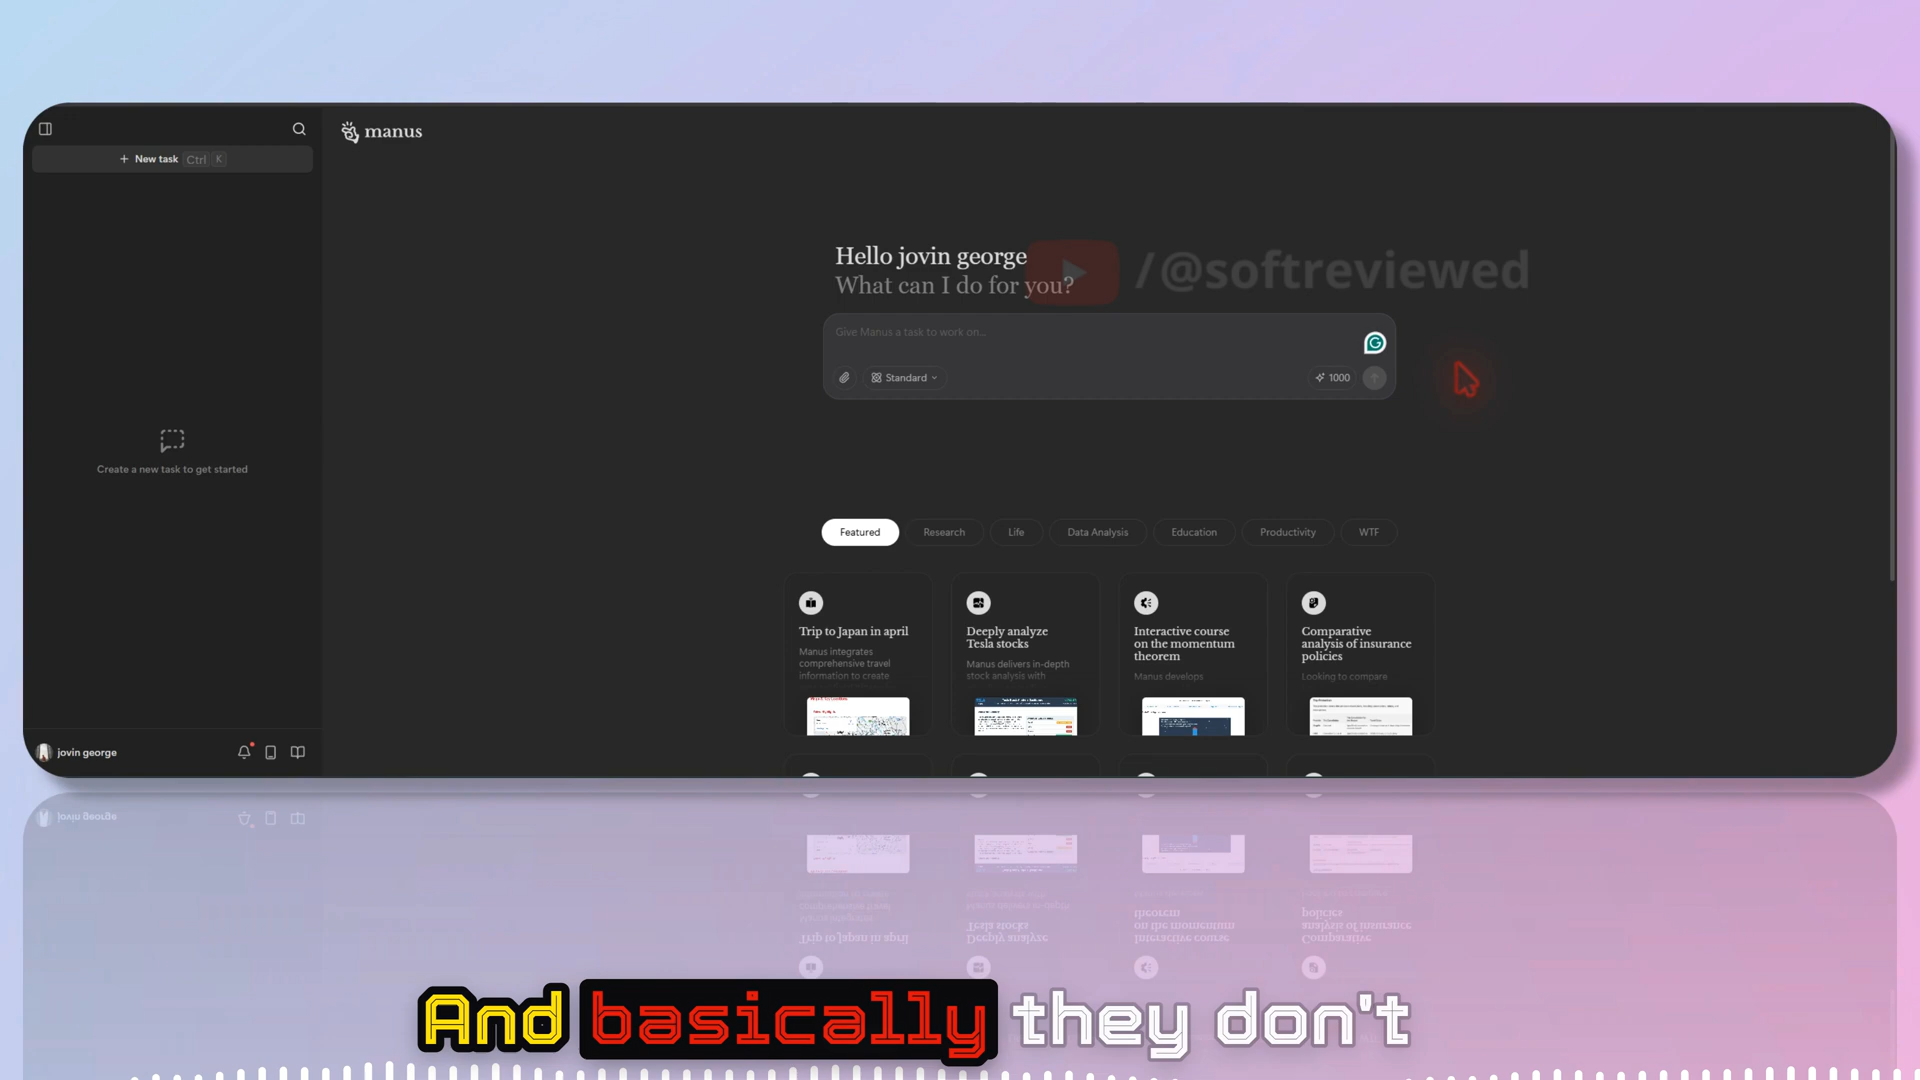 manus
+ New task Ctrl K
Hello jovin george
What can I do for you?
/@softreviewed
Give Manus a task to work on...
Standard
1000
Create a new task to get started
Featured
Research
Life
Data Analysis
Education
Productivity
WTF
Trip to Japan in april
Manus integrates
comprehensive travel
information to create
Deeply analyze
Tesla stocks
Manus delivers in-depth
stock analysis with
Interactive course
on the momentum
theorem
Manus develops
Comparative
analysis of insurance
policies
Looking to compare
jovin george
And basically they don't